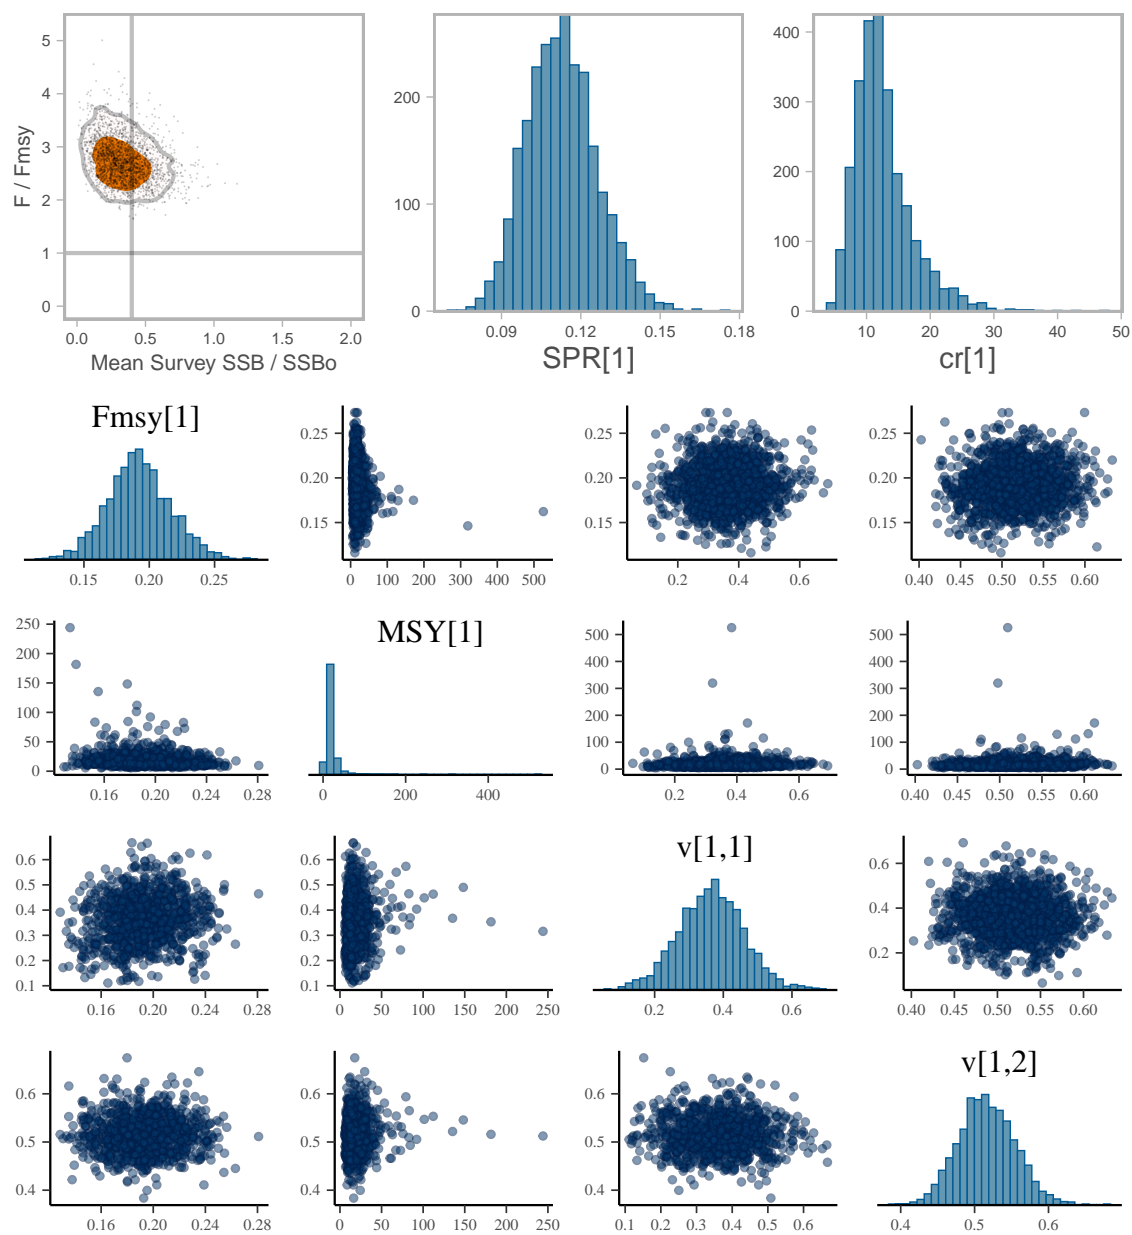 5
4
3
2
1
0
F / Fmsy
0.0 0.5 1.0 1.5 2.0
Mean Survey SSB / SSBo
200
100
0
0.09 0.12 0.15 0.18
SPR[1]
400
300
200
100
0
10 20 30 40 50
cr[1]
Fmsy[1]
0.15 0.20 0.25
0.25
0.20
0.15
0 100 200 300 400 500
0.25
0.20
0.15
0.2 0.4 0.6
0.25
0.20
0.15
0.40 0.45 0.50 0.55 0.60
250
200
150
100
50
0
0.16 0.20 0.24 0.28
MSY[1]
0 200 400
500
400
300
200
100
0
0.2 0.4 0.6
500
400
300
200
100
0
0.40 0.45 0.50 0.55 0.60
0.6
0.5
0.4
0.3
0.2
0.1
0.16 0.20 0.24 0.28
0.6
0.5
0.4
0.3
0.2
0.1
0 50 100 150 200 250
v[1,1]
0.2 0.4 0.6
0.6
0.4
0.2
0.40 0.45 0.50 0.55 0.60
0.6
0.5
0.4
0.16 0.20 0.24 0.28
0.6
0.5
0.4
0 50 100 150 200 250
0.6
0.5
0.4
0.1 0.2 0.3 0.4 0.5 0.6
v[1,2]
0.4 0.5 0.6